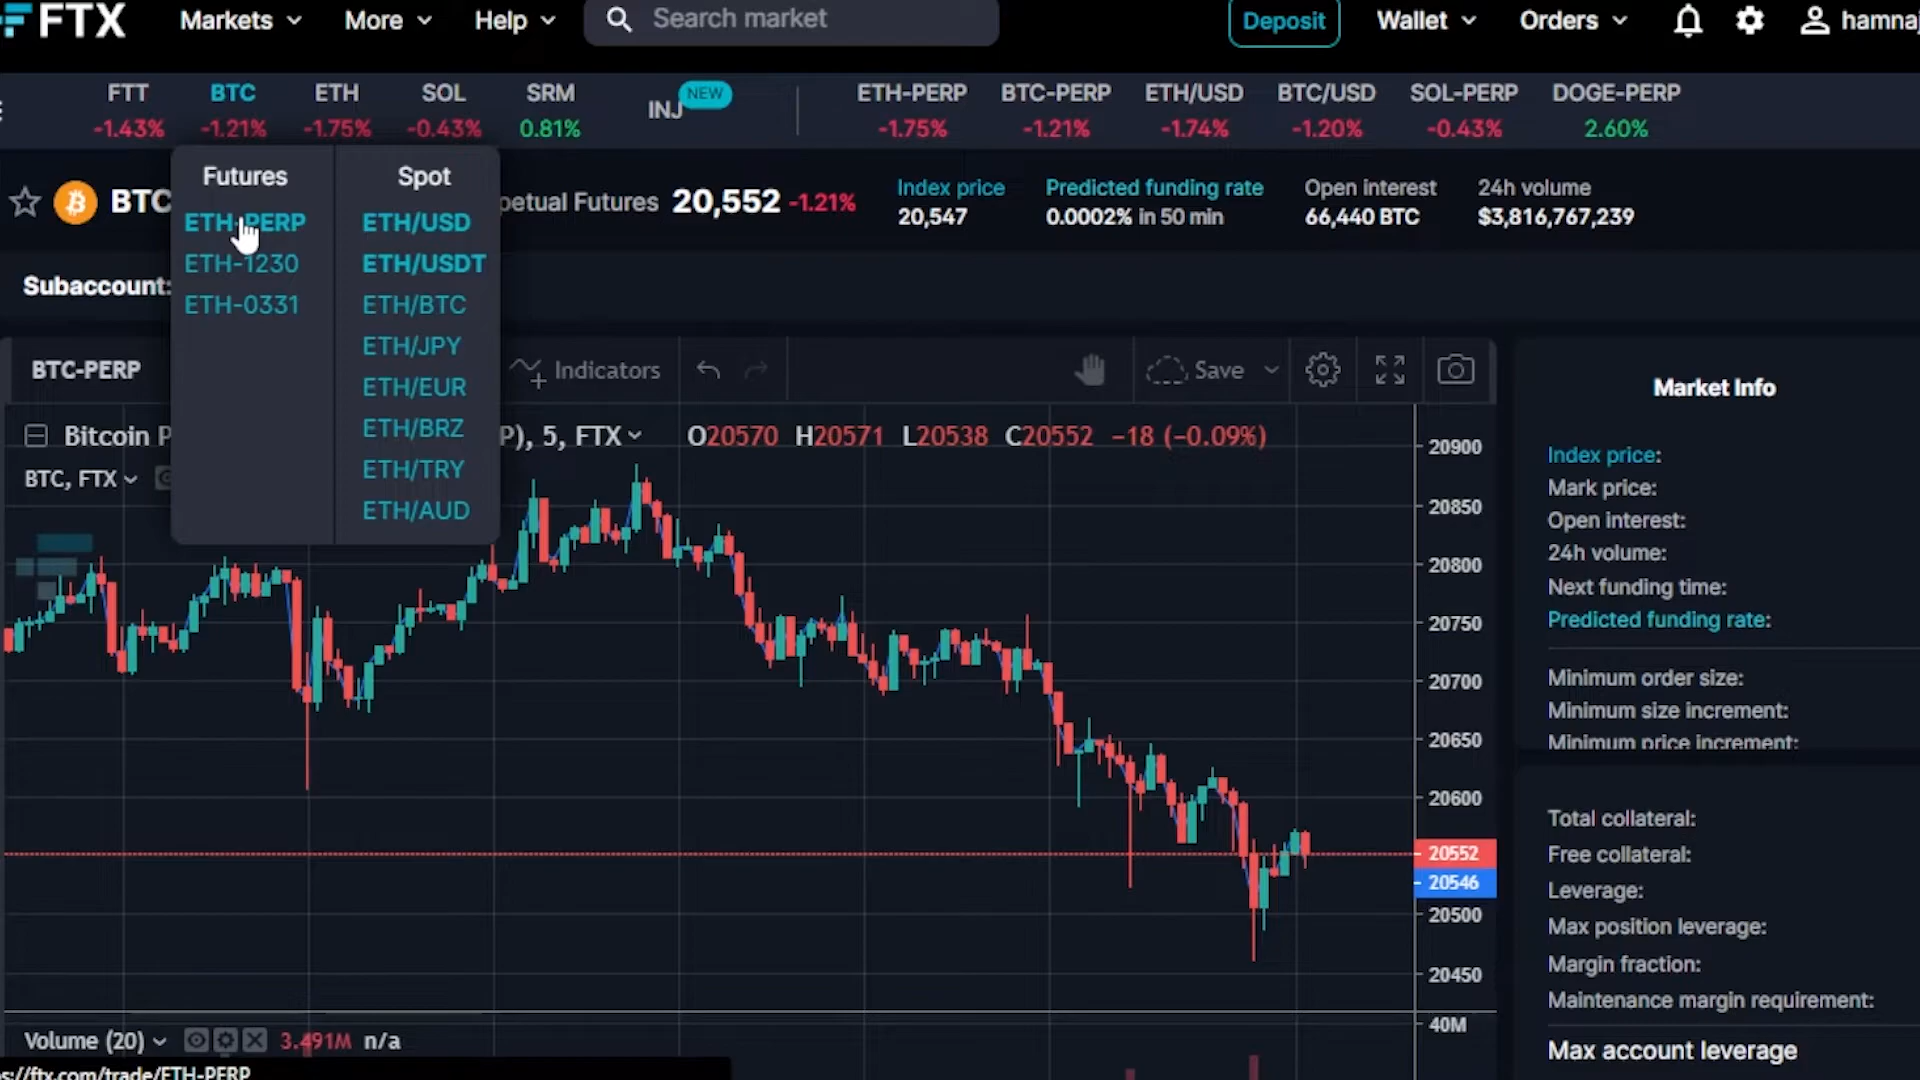 FTX Markets More Help Search market Deposit Wallet Orders
FTT BTC ETH SOL SRM INJ NEW ETH-PERP BTC-PERP ETH/USD BTC/USD SOL-PERP DOGE-PERP
-1.43% -1.21% -1.75% -0.43% 0.81% -1.75% -1.21% -1.74% -1.20% -0.43% 2.60%
Futures Spot
BTC Perpetual Futures 20,552 -1.21%
Index price Predicted funding rate Open interest 24h volume
20,547 0.0002% in 50 min 66,440 BTC $3,816,767,239
ETH-PERP ETH/USD
ETH-1230 ETH/USDT
ETH-0331 ETH/BTC
ETH/JPY
ETH/EUR
ETH/BRZ
ETH/TRY
ETH/AUD
Subaccount:
BTC-PERP Indicators Save
Bitcoin P P), 5, FTX O20570 H20571 L20538 C20552 −18 (−0.09%)
BTC, FTX
20900
20850
20800
20750
20700
20650
20600
20552
20546
20500
20450
40M
Volume (20) 3.491M n/a
Market Info
Index price:
Mark price:
Open interest:
24h volume:
Next funding time:
Predicted funding rate:
Minimum order size:
Minimum size increment:
Minimum price increment:
Total collateral:
Free collateral:
Leverage:
Max position leverage:
Margin fraction:
Maintenance margin requirement:
Max account leverage
s://ftx.com/trade/ETH-PERP